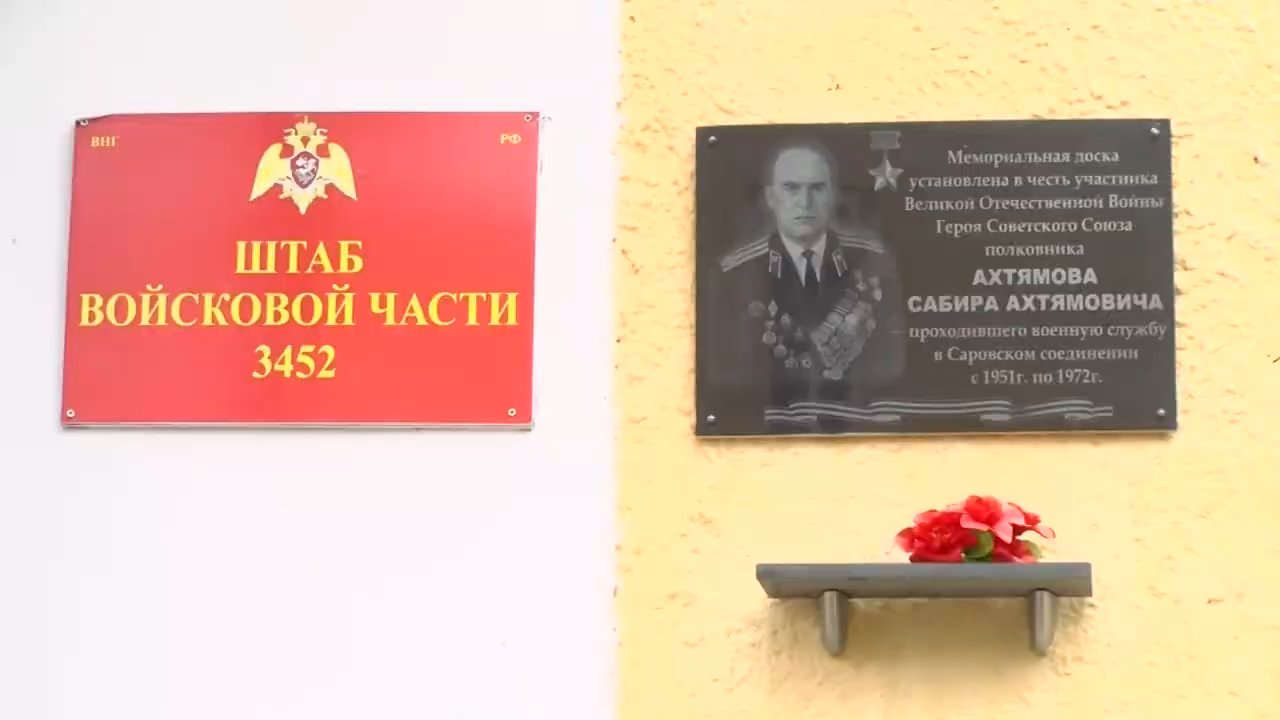 ВНГ
РФ
ШТАБ
ВОЙСКОВОЙ ЧАСТИ
3452
Мемориальная доска
установлена в честь участника
Великой Отечественной Войны
Героя Советского Союза
полковника
АХТЯМОВА
САБИРА АХТЯМОВИЧА
проходившего военную службу
в Саровском соединении
с 1951г. по 1972г.